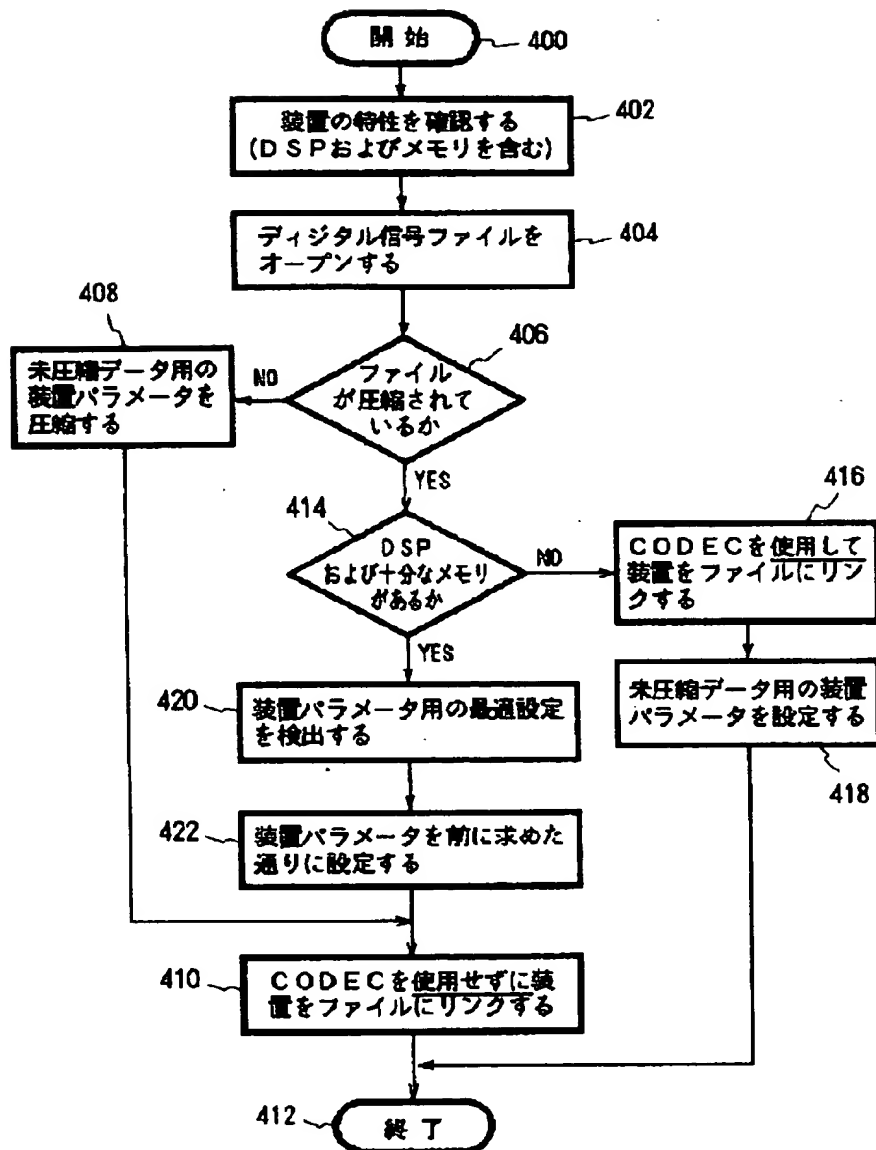 開始
400
装置の特性を確認する
(DSPおよびメモリを含む)
402
ディジタル信号ファイルを
オープンする
404
408
未圧縮データ用の
装置パラメータを
圧縮する
NO
406
ファイル
が圧縮されて
いるか
YES
414
DSP
および十分なメモリ
があるか
NO
YES
416
CODECを使用して
装置をファイルにリン
クする
未圧縮データ用の装置
パラメータを設定する
418
420
装置パラメータ用の最適設定
を検出する
422
装置パラメータを前に求めた
通りに設定する
410
CODECを使用せずに装
置をファイルにリンクする
412
終了